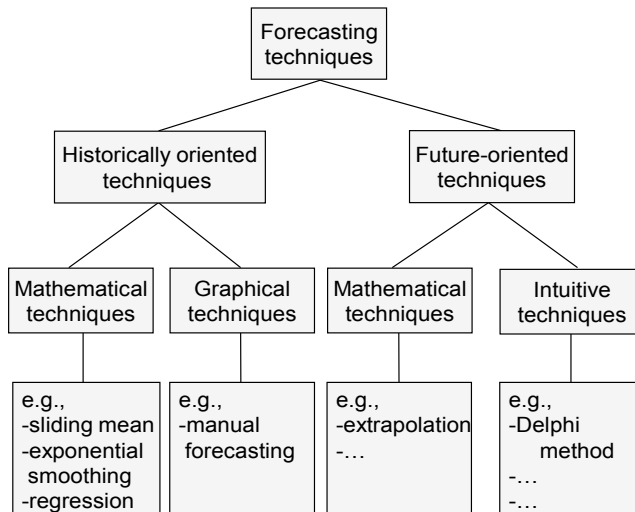 Forecasting
techniques
Historically oriented
techniques
Future-oriented
techniques
Mathematical
techniques
Graphical
techniques
Mathematical
techniques
Intuitive
techniques
e.g.,
-sliding mean
-exponential
smoothing
-regression
e.g.,
-manual
forecasting
e.g.,
-extrapolation
-…
e.g.,
-Delphi
method
-…
-…